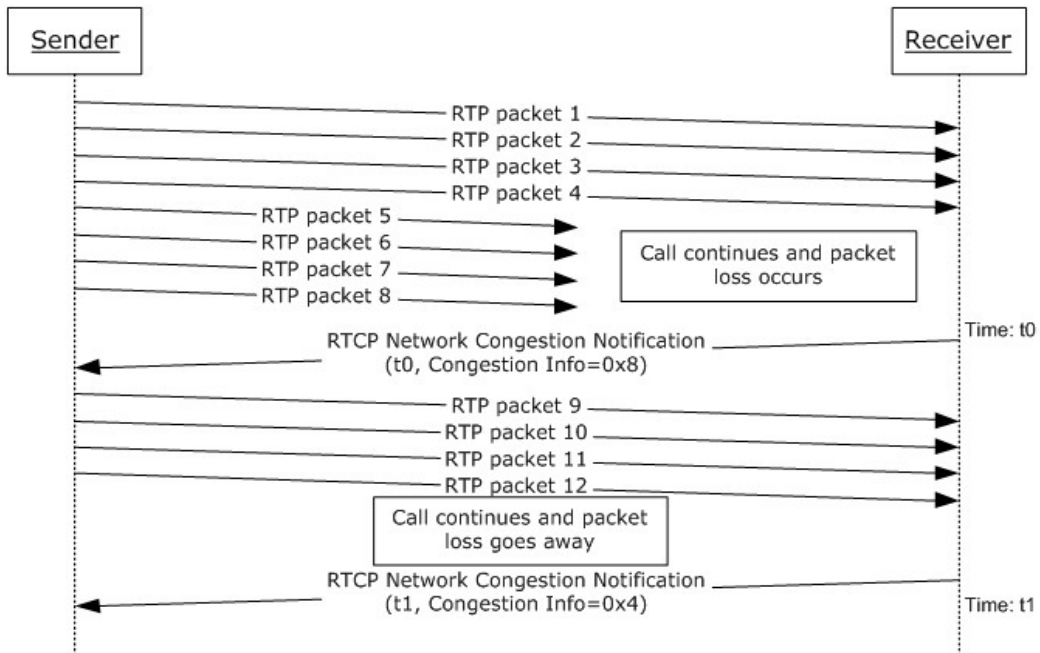 Sender
Receiver
RTP packet 1
RTP packet 2
RTP packet 3
RTP packet 4
RTP packet 5
RTP packet 6
RTP packet 7
RTP packet 8
Call continues and packet
loss occurs
Time: t0
RTCP Network Congestion Notification
(t0, Congestion Info=0x8)
RTP packet 9
RTP packet 10
RTP packet 11
RTP packet 12
Call continues and packet
loss goes away
RTCP Network Congestion Notification
(t1, Congestion Info=0x4)
Time: t1